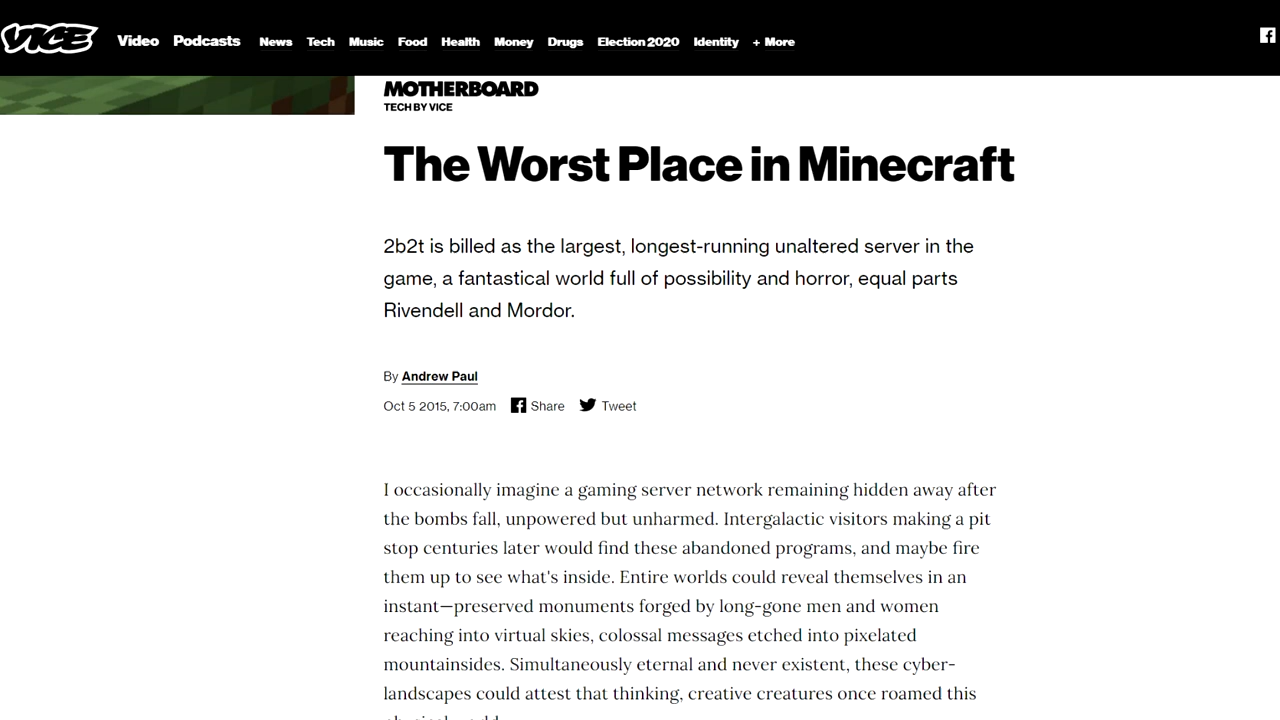 VICE Video Podcasts News Tech Music Food Health Money Drugs Election 2020 Identity + More
MOTHERBOARD
TECH BY VICE
The Worst Place in Minecraft
2b2t is billed as the largest, longest-running unaltered server in the
game, a fantastical world full of possibility and horror, equal parts
Rivendell and Mordor.
By Andrew Paul
Oct 5 2015, 7:00am Share Tweet
I occasionally imagine a gaming server network remaining hidden away after
the bombs fall, unpowered but unharmed. Intergalactic visitors making a pit
stop centuries later would find these abandoned programs, and maybe fire
them up to see what's inside. Entire worlds could reveal themselves in an
instant—preserved monuments forged by long-gone men and women
reaching into virtual skies, colossal messages etched into pixelated
mountainsides. Simultaneously eternal and never existent, these cyber-
landscapes could attest that thinking, creative creatures once roamed this